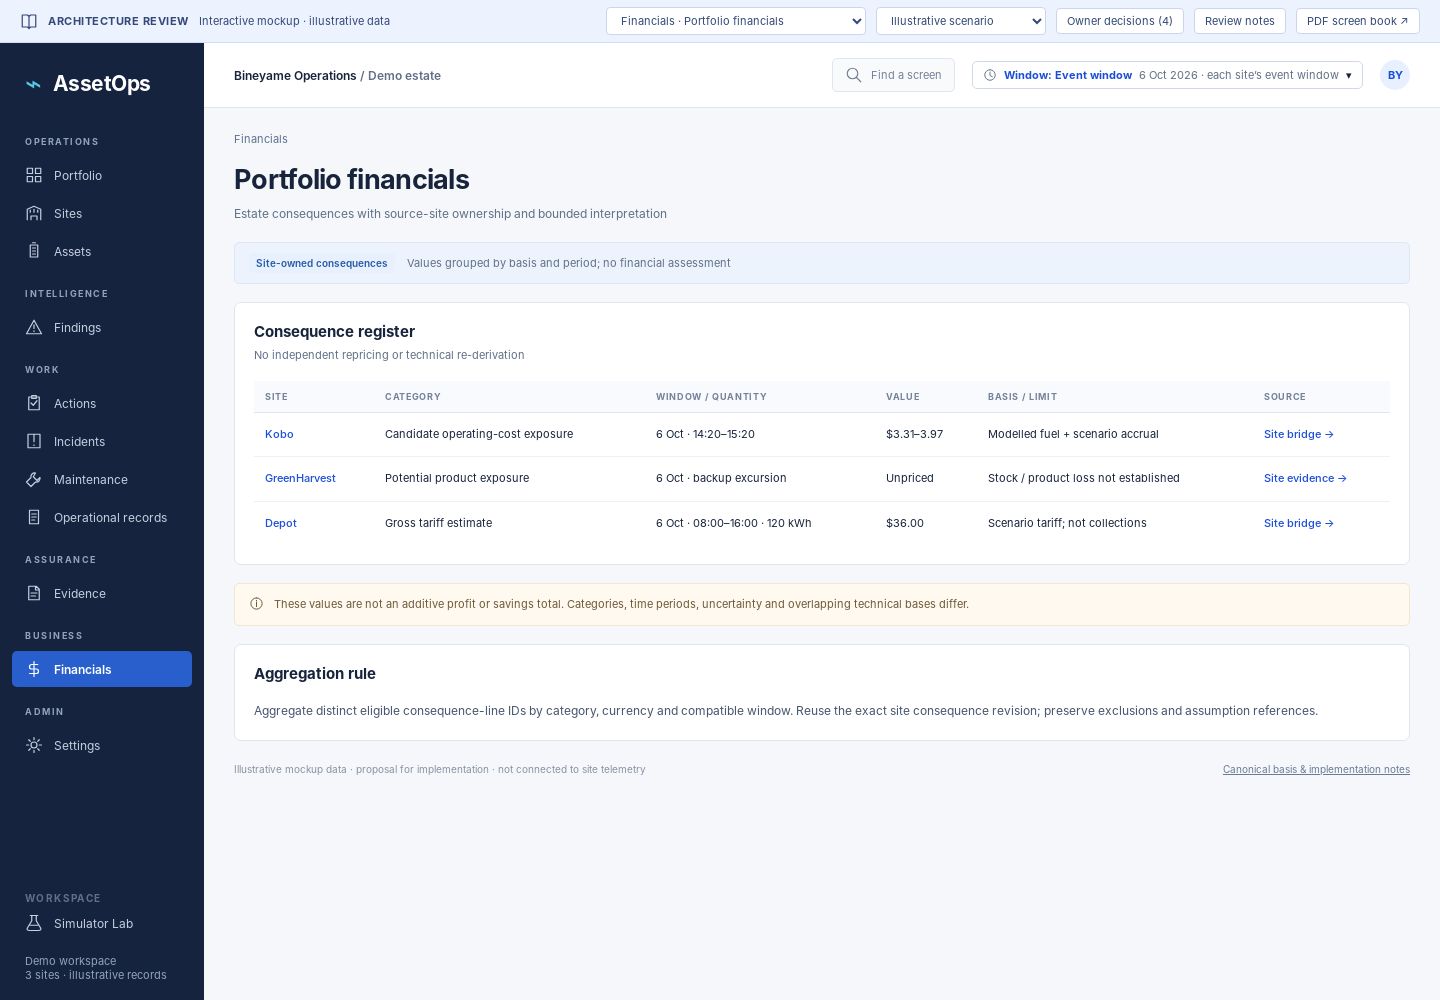 ARCHITECTURE REVIEW Interactive mockup · illustrative data
Financials · Portfolio financials
Illustrative scenario
Owner decisions (4)
Review notes
PDF screen book ↗
AssetOps
Bineyame Operations / Demo estate
Find a screen
Window: Event window 6 Oct 2026 · each site's event window ▾
BY
OPERATIONS
Portfolio
Sites
Assets
INTELLIGENCE
Findings
WORK
Actions
Incidents
Maintenance
Operational records
ASSURANCE
Evidence
BUSINESS
Financials
ADMIN
Settings
WORKSPACE
Simulator Lab
Demo workspace
3 sites · illustrative records
Financials
Portfolio financials
Estate consequences with source-site ownership and bounded interpretation
Site-owned consequences Values grouped by basis and period; no financial assessment
Consequence register
No independent repricing or technical re-derivation
SITE CATEGORY WINDOW / QUANTITY VALUE BASIS / LIMIT SOURCE
Kobo Candidate operating-cost exposure 6 Oct · 14:20–15:20 $3.31–3.97 Modelled fuel + scenario accrual Site bridge →
GreenHarvest Potential product exposure 6 Oct · backup excursion Unpriced Stock / product loss not established Site evidence →
Depot Gross tariff estimate 6 Oct · 08:00–16:00 · 120 kWh $36.00 Scenario tariff; not collections Site bridge →
These values are not an additive profit or savings total. Categories, time periods, uncertainty and overlapping technical bases differ.
Aggregation rule
Aggregate distinct eligible consequence-line IDs by category, currency and compatible window. Reuse the exact site consequence revision; preserve exclusions and assumption references.
Illustrative mockup data · proposal for implementation · not connected to site telemetry
Canonical basis & implementation notes